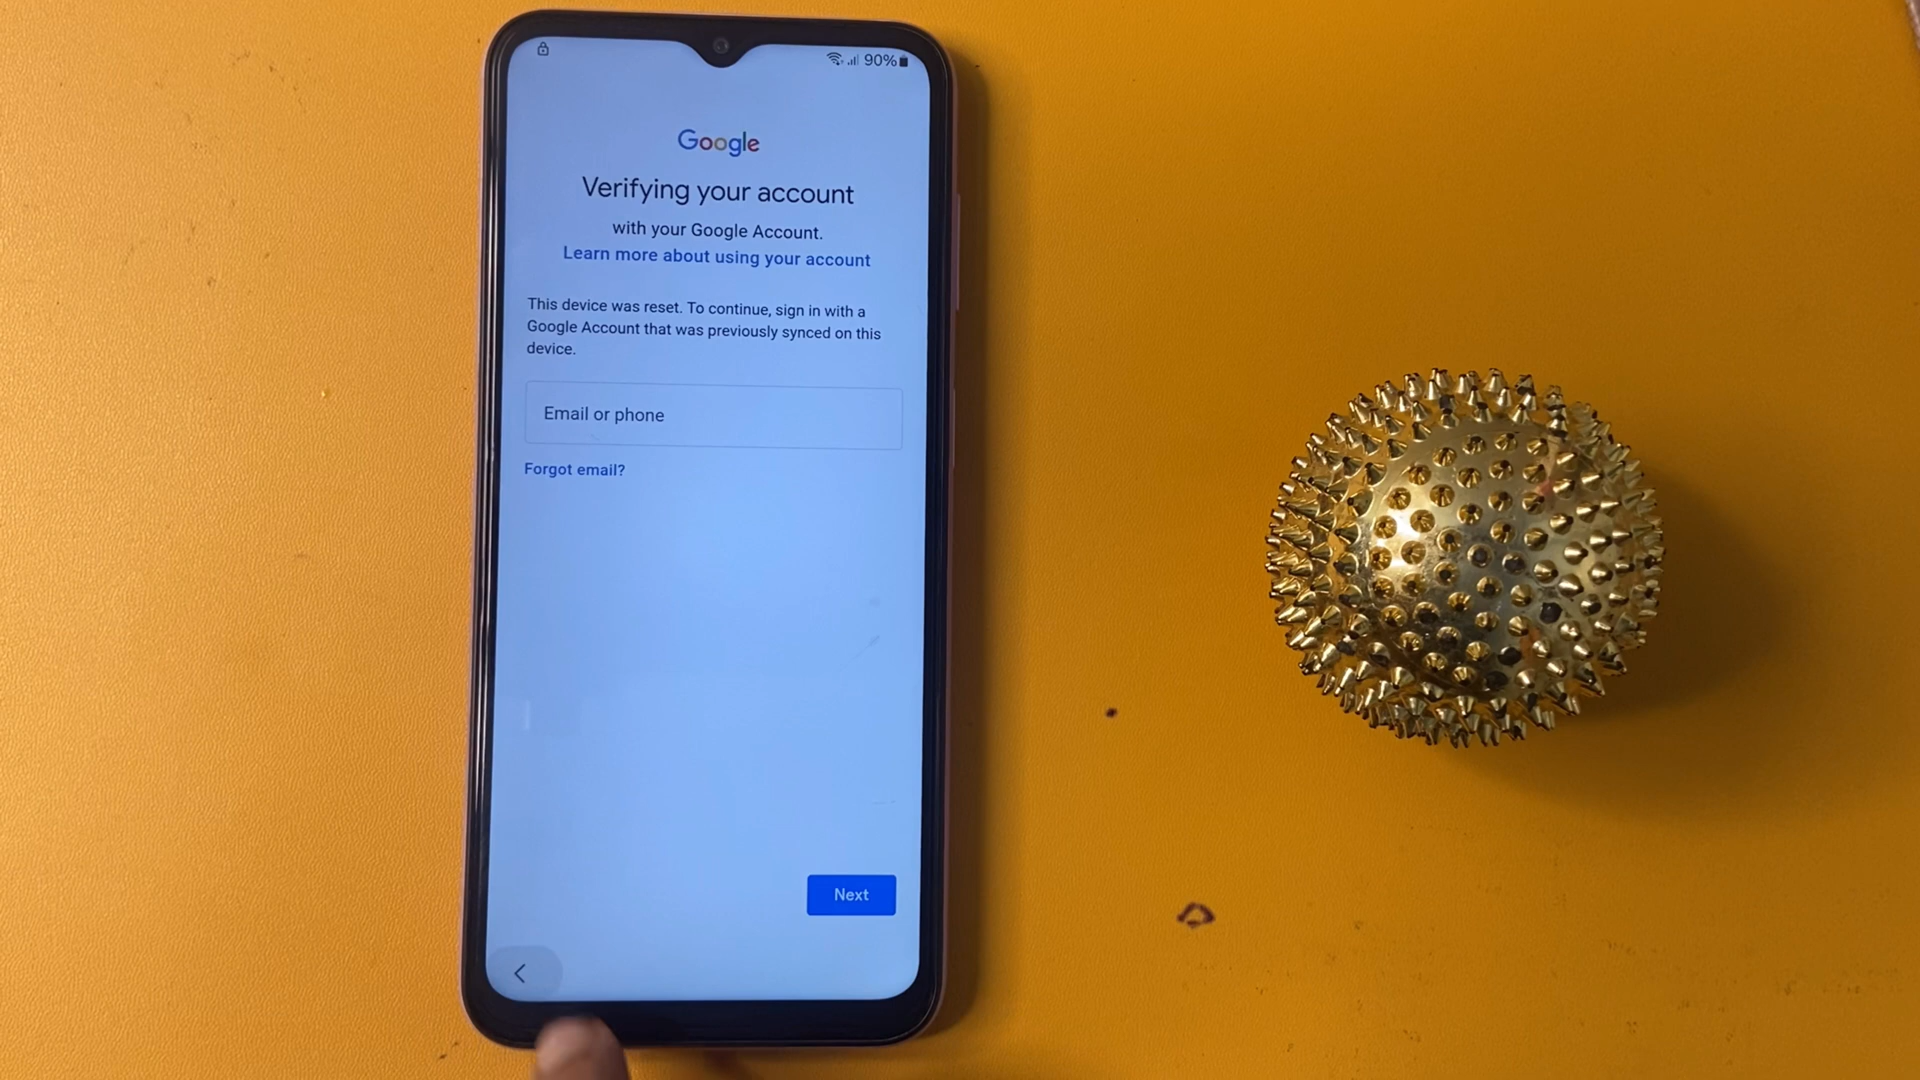 90%
Google
Verifying your account
with your Google Account.
Learn more about using your account
This device was reset. To continue, sign in with a
Google Account that was previously synced on this
device.
Email or phone
Forgot email?
Next